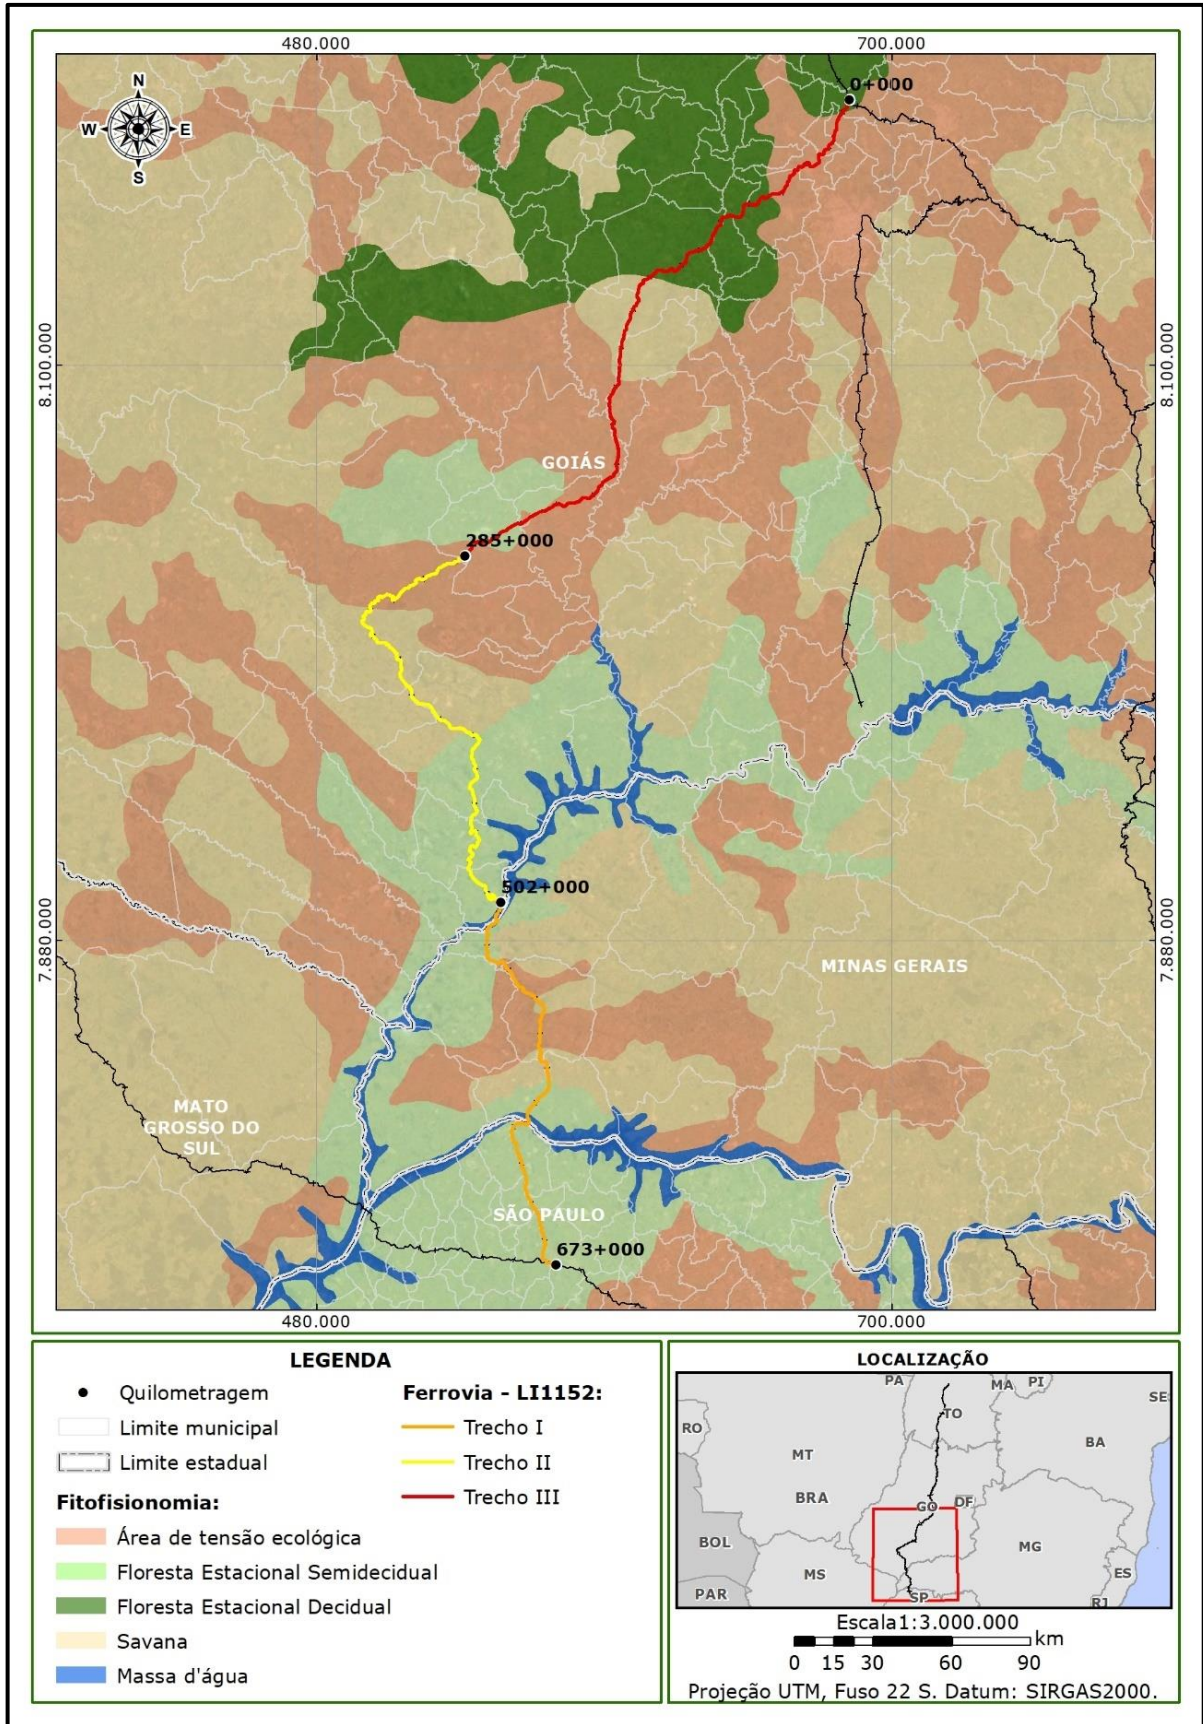 480.000
700.000
N
W
E
S
0+000
8.100.000
8.100.000
GOIÁS
285+000
502+000
7.880.000
7.880.000
MINAS GERAIS
MATO
GROSSO DO
SUL
SÃO PAULO
673+000
480.000
700.000
LEGENDA
Quilometragem
Limite municipal
Limite estadual
Fitofisionomia:
Área de tensão ecológica
Floresta Estacional Semidecidual
Floresta Estacional Decidual
Savana
Massa d'água
Ferrovia - LI1152:
Trecho I
Trecho II
Trecho III
LOCALIZAÇÃO
PA
MA
PI
SE
RO
TO
BA
MT
BRA
GO
DF
BOL
MG
MS
ES
PAR
SP
RJ
Escala1:3.000.000
km
0 15 30 60 90
Projeção UTM, Fuso 22 S. Datum: SIRGAS2000.